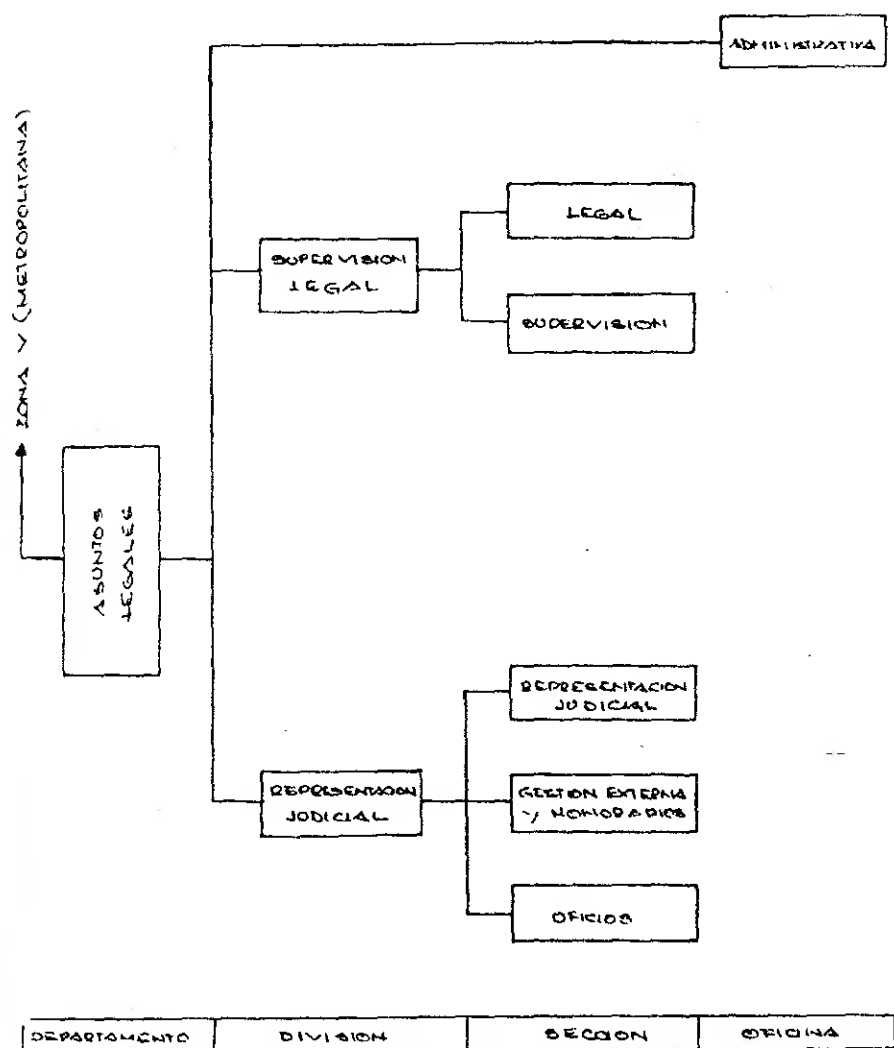 ADMINISTRATIVA
ZONA V (METROPOLITANA)
LEGAL
SUPERVISION
LEGAL
SUPERVISION
ASUNTOS
LEGALES
REPRESENTACION
JUDICIAL
REPRESENTACION
JUDICIAL
GESTION EXTERNA
Y HONORARIOS
OFICIOS
DEPARTAMENTO
DIVISION
SECCION
OFICINA